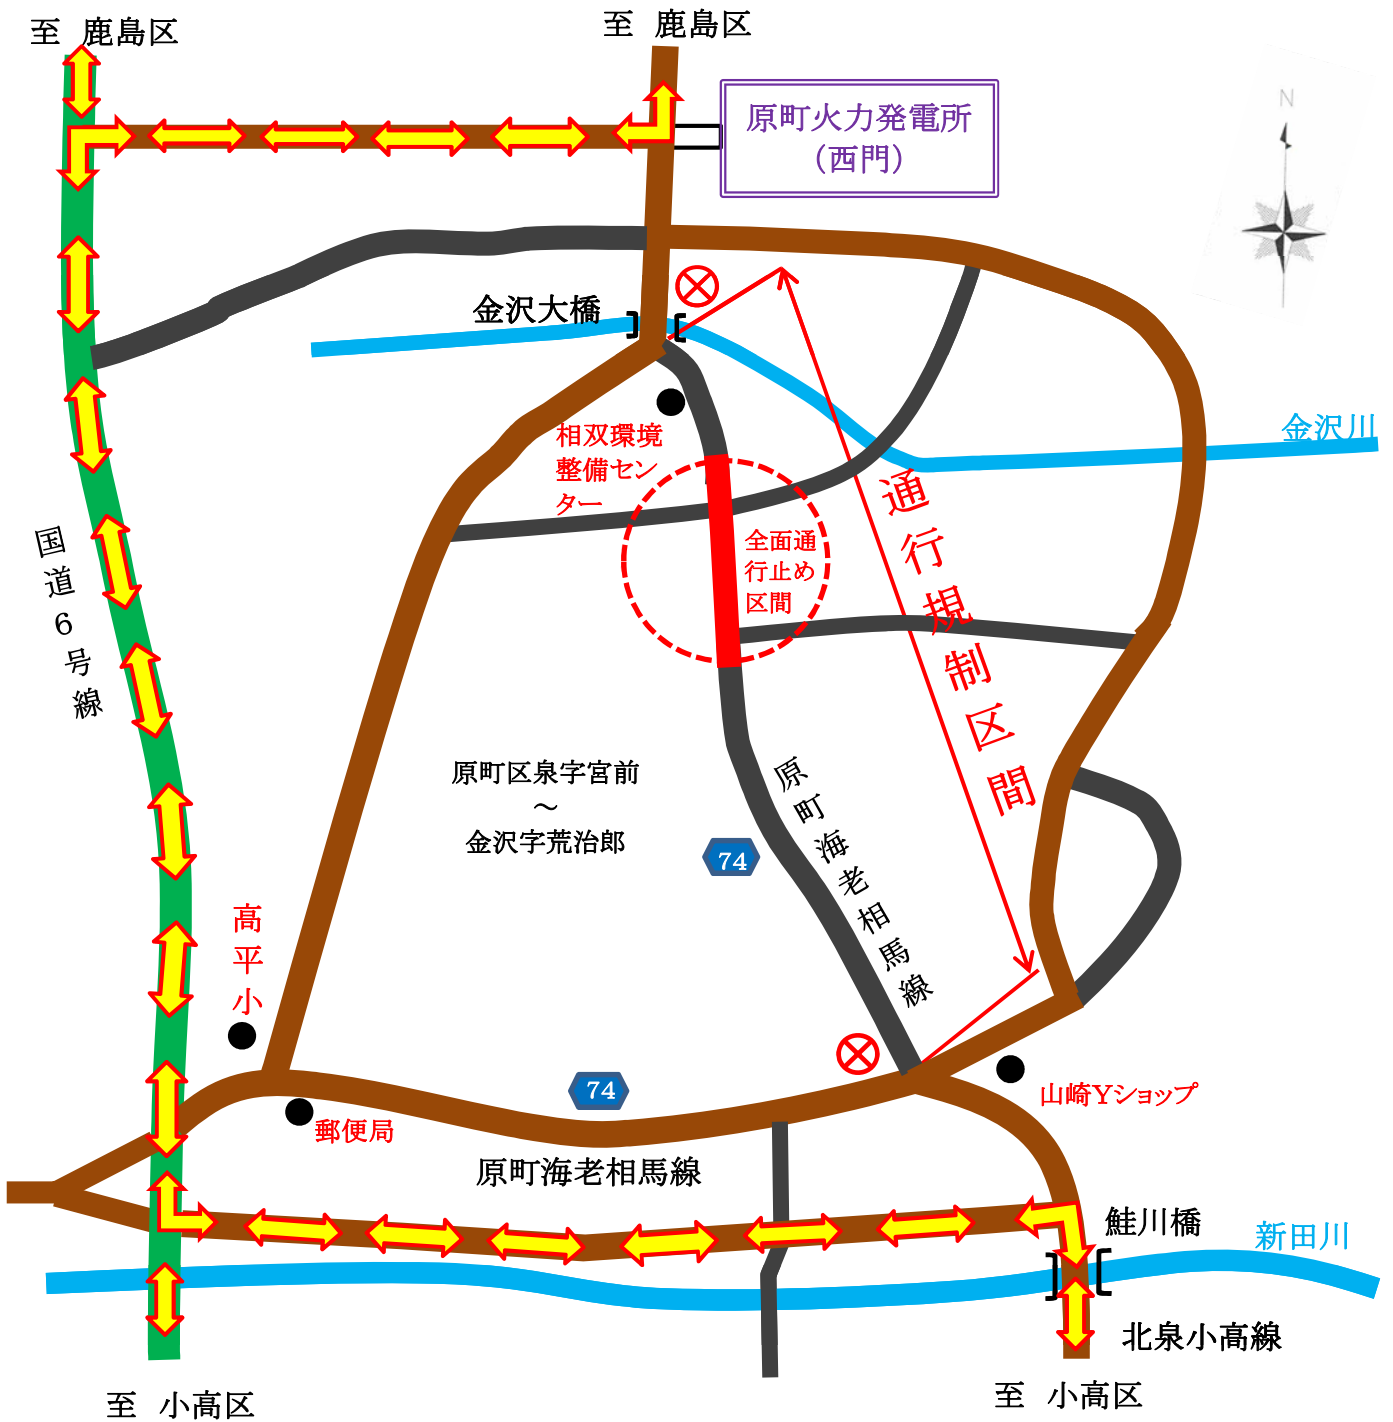 至 鹿島区
至 鹿島区
原町火力発電所
（西門）
N
金沢大橋
金沢川
相双環境
整備セン
ター
通行規制区間
全面通
行止め
区間
国道6号線
原町区泉字宮前
～
金沢字荒治郎
原町海老相馬線
74
高平小
74
山崎Yショップ
郵便局
原町海老相馬線
鮭川橋
新田川
北泉小高線
至 小高区
至 小高区